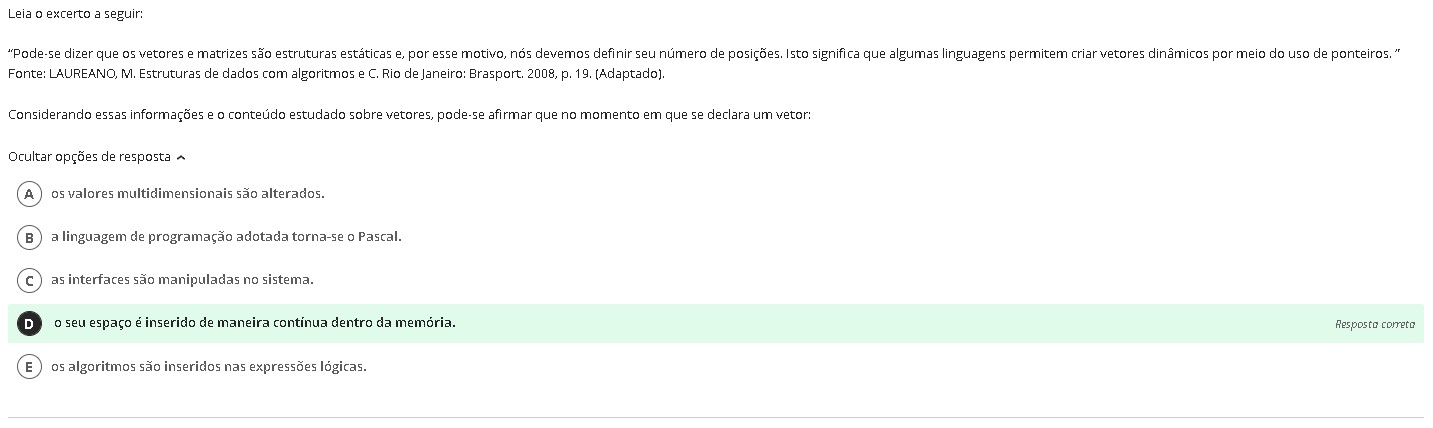 Leia o excerto a seguir:
“Pode-se dizer que os vetores e matrizes são estruturas estáticas e, por esse motivo, nós devemos definir seu número de posições. Isto significa que algumas linguagens permitem criar vetores dinâmicos por meio do uso de ponteiros. ”
Fonte: LAUREANO, M. Estruturas de dados com algoritmos e C. Rio de Janeiro: Brasport. 2008, p. 19. (Adaptado).
Considerando essas informações e o conteúdo estudado sobre vetores, pode-se afirmar que no momento em que se declara um vetor:
Ocultar opções de resposta
A os valores multidimensionais são alterados.
B a linguagem de programação adotada torna-se o Pascal.
C as interfaces são manipuladas no sistema.
D o seu espaço é inserido de maneira contínua dentro da memória. Resposta correta
E os algoritmos são inseridos nas expressões lógicas.